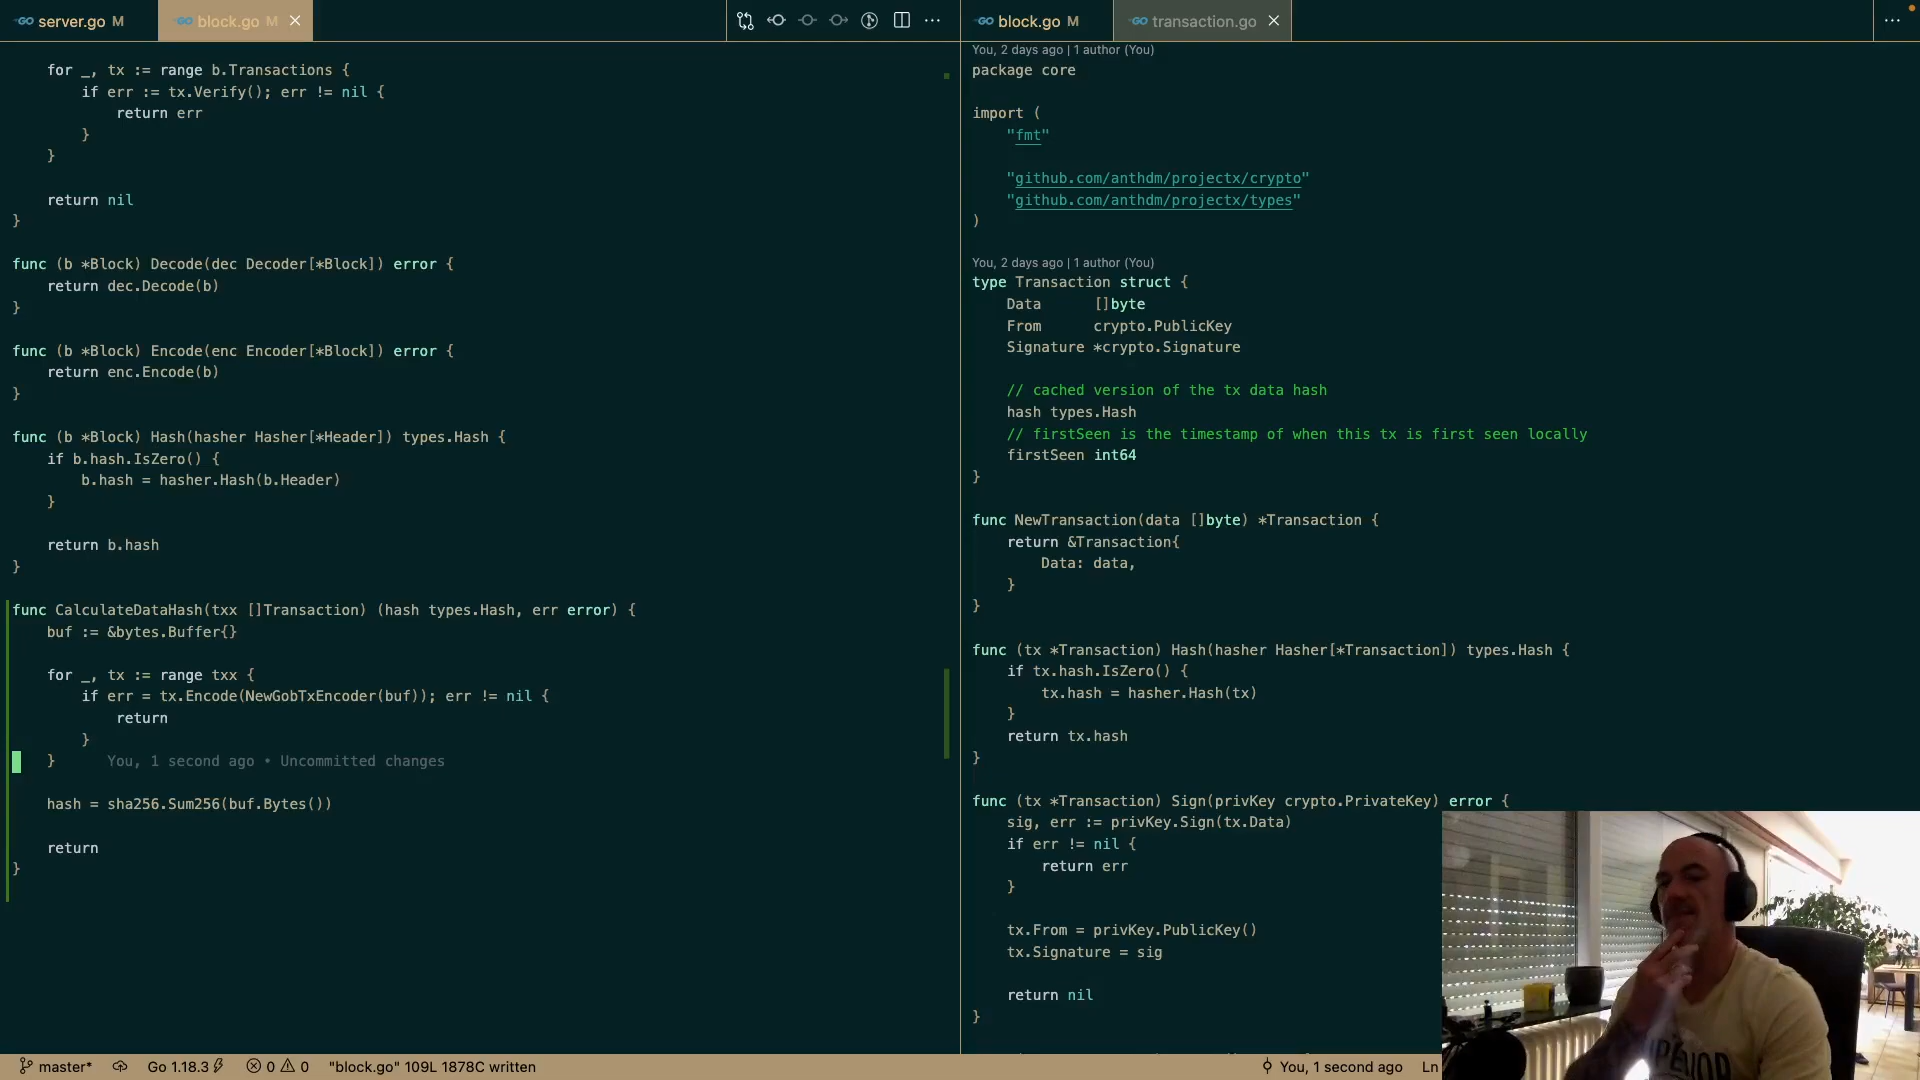 server.go M
block.go M
for _, tx := range b.Transactions {
if err := tx.Verify(); err != nil {
return err
}
}
return nil
}
func (b *Block) Decode(dec Decoder[*Block]) error {
return dec.Decode(b)
}
func (b *Block) Encode(enc Encoder[*Block]) error {
return enc.Encode(b)
}
func (b *Block) Hash(hasher Hasher[*Header]) types.Hash {
if b.hash.IsZero() {
b.hash = hasher.Hash(b.Header)
}
return b.hash
}
func CalculateDataHash(txx []Transaction) (hash types.Hash, err error) {
buf := &bytes.Buffer{}
for _, tx := range txx {
if err = tx.Encode(NewGobTxEncoder(buf)); err != nil {
return
}
} You, 1 second ago • Uncommitted changes
hash = sha256.Sum256(buf.Bytes())
return
}
block.go M
transaction.go
You, 2 days ago | 1 author (You)
package core
import (
"fmt"
"github.com/anthdm/projectx/crypto"
"github.com/anthdm/projectx/types"
)
You, 2 days ago | 1 author (You)
type Transaction struct {
Data []byte
From crypto.PublicKey
Signature *crypto.Signature
// cached version of the tx data hash
hash types.Hash
// firstSeen is the timestamp of when this tx is first seen locally
firstSeen int64
}
func NewTransaction(data []byte) *Transaction {
return &Transaction{
Data: data,
}
}
func (tx *Transaction) Hash(hasher Hasher[*Transaction]) types.Hash {
if tx.hash.IsZero() {
tx.hash = hasher.Hash(tx)
}
return tx.hash
}
func (tx *Transaction) Sign(privKey crypto.PrivateKey) error {
sig, err := privKey.Sign(tx.Data)
if err != nil {
return err
}
tx.From = privKey.PublicKey()
tx.Signature = sig
return nil
}
master* Go 1.18.3 0 0 "block.go" 109L 1878C written You, 1 second ago Ln